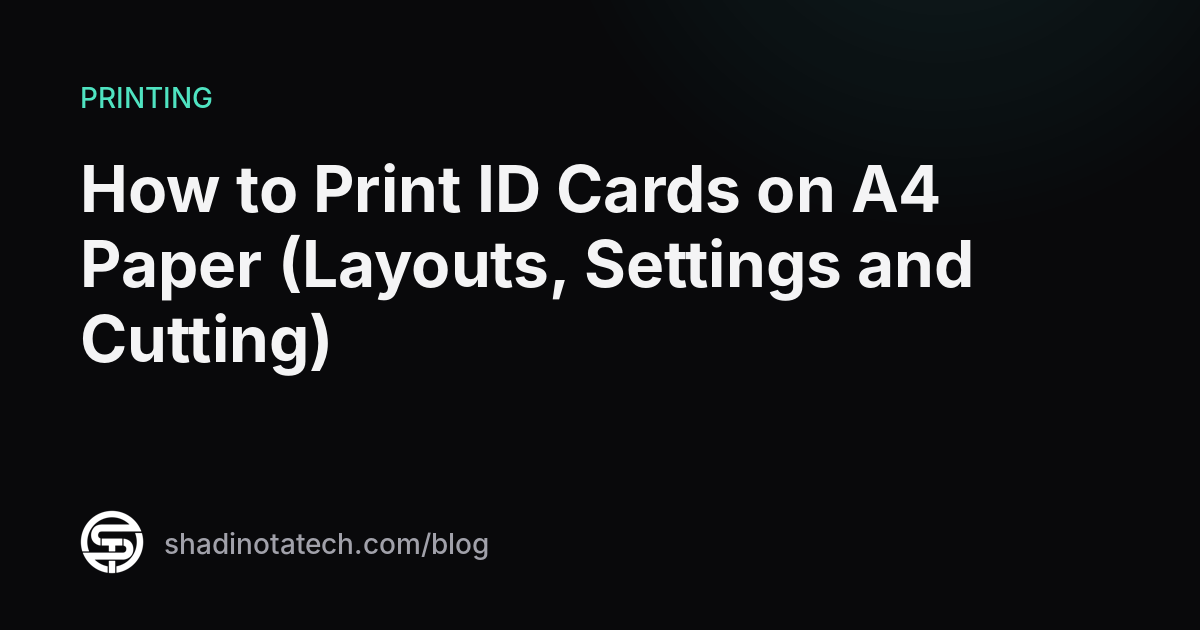 PRINTING
How to Print ID Cards on A4
Paper (Layouts, Settings and
Cutting)
shadinotatech.com/blog